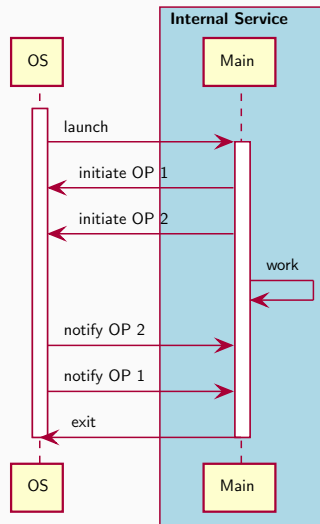 Internal Service
OS
Main
launch
initiate OP 1
initiate OP 2
work
notify OP 2
notify OP 1
exit
OS
Main